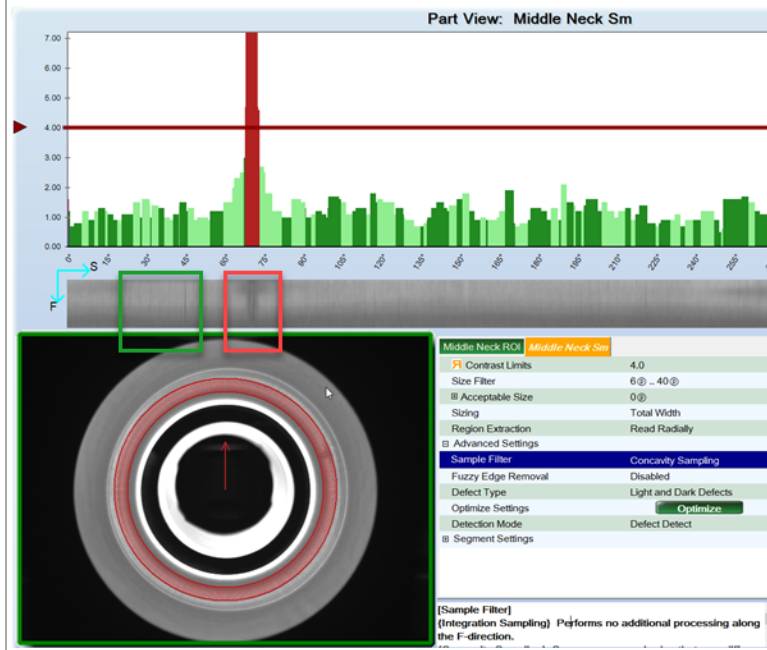 Part View: Middle Neck Sm
7.00
6.00
5.00
4.00
3.00
2.00
1.00
0.00
0° 15° 30° 45° 60° 75° 90° 105° 120° 135° 150° 165° 180° 195° 210° 225° 240° 255° 270
S
F
Middle Neck ROI Middle Neck Sm
Я Contrast Limits 4.0
Size Filter 6 .. 40
Acceptable Size 0
Sizing Total Width
Region Extraction Read Radially
Advanced Settings
Sample Filter Concavity Sampling
Fuzzy Edge Removal Disabled
Defect Type Light and Dark Defects
Optimize Settings Optimize
Detection Mode Defect Detect
Segment Settings
[Sample Filter]
{Integration Sampling} Performs no additional processing along
the F-direction.